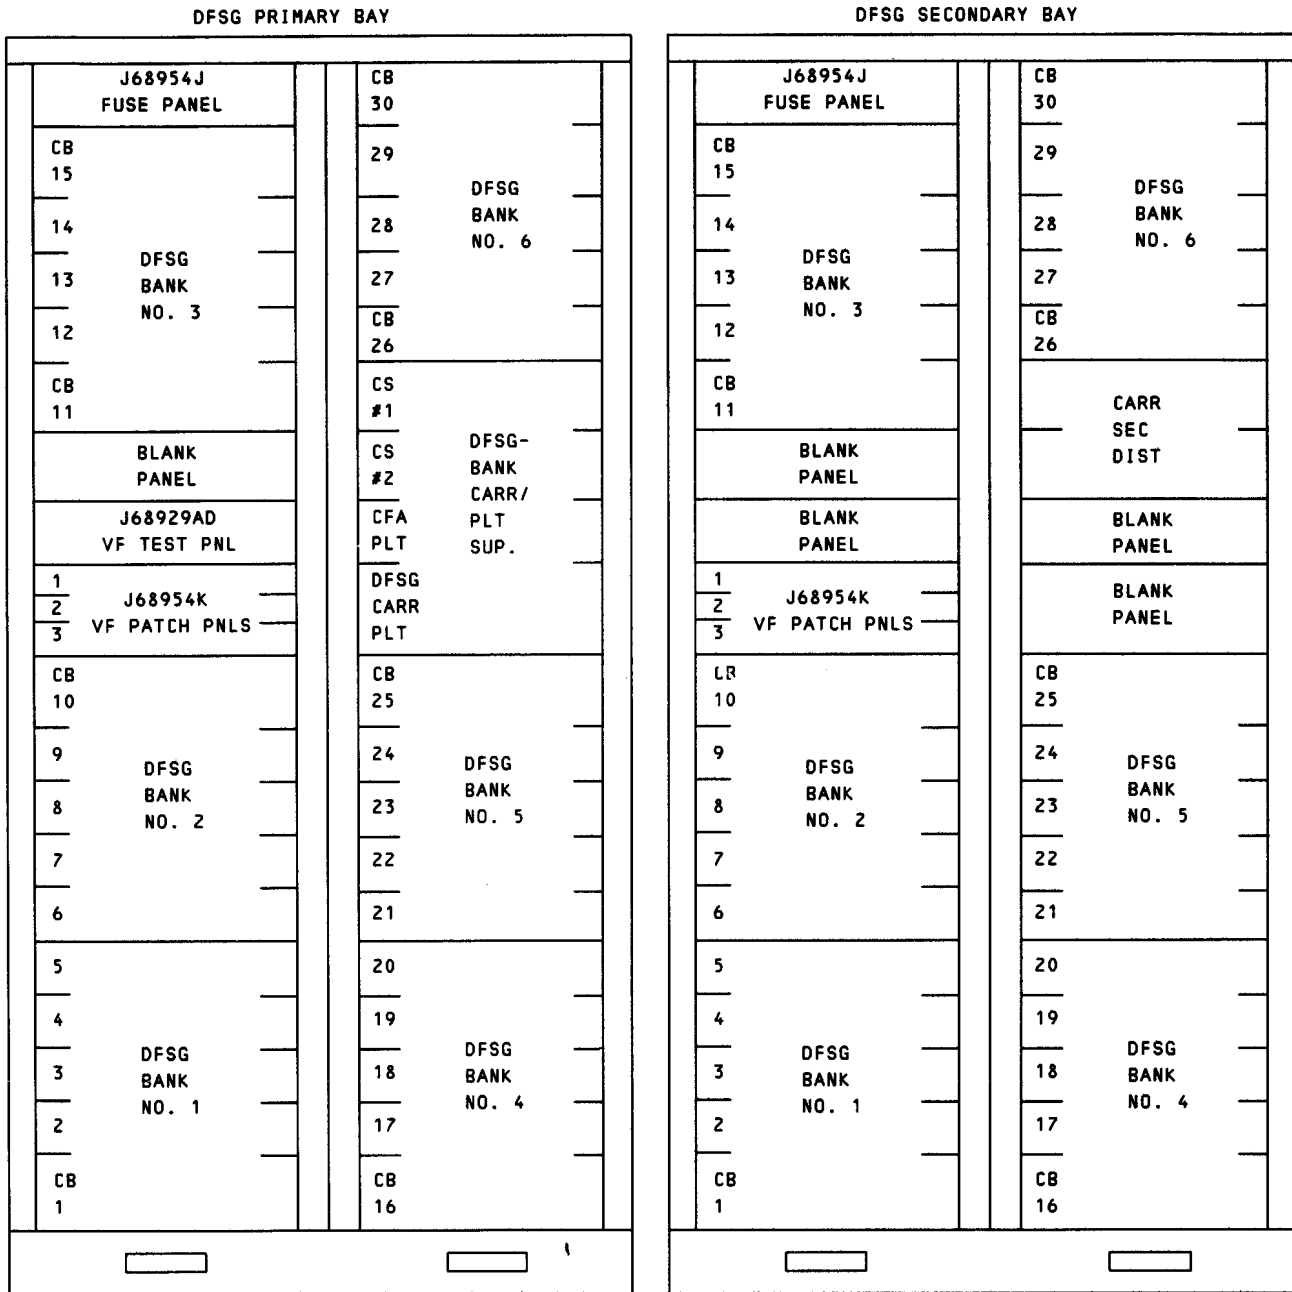 DFSG PRIMARY BAY
J68954J
FUSE PANEL
CB
15
14
13
12
CB
11
DFSG
BANK
NO. 3
BLANK
PANEL
J68929AD
VF TEST PNL
1
2
3
J68954K
VF PATCH PNLS
CB
10
9
8
7
6
DFSG
BANK
NO. 2
5
4
3
2
CB
1
DFSG
BANK
NO. 1
CB
30
29
28
27
CB
26
DFSG
BANK
NO. 6
CS
#1
CS
#2
CFA
PLT
DFSG
CARR
PLT
DFSG-
BANK
CARR/
PLT
SUP.
CB
25
24
23
22
21
DFSG
BANK
NO. 5
20
19
18
17
CB
16
DFSG
BANK
NO. 4
DFSG SECONDARY BAY
J68954J
FUSE PANEL
CB
15
14
13
12
CB
11
DFSG
BANK
NO. 3
BLANK
PANEL
BLANK
PANEL
1
2
3
J68954K
VF PATCH PNLS
CB
10
9
8
7
6
DFSG
BANK
NO. 2
5
4
3
2
CB
1
DFSG
BANK
NO. 1
CB
30
29
28
27
CB
26
DFSG
BANK
NO. 6
CARR
SEC
DIST
BLANK
PANEL
BLANK
PANEL
CB
25
24
23
22
21
DFSG
BANK
NO. 5
20
19
18
17
CB
16
DFSG
BANK
NO. 4